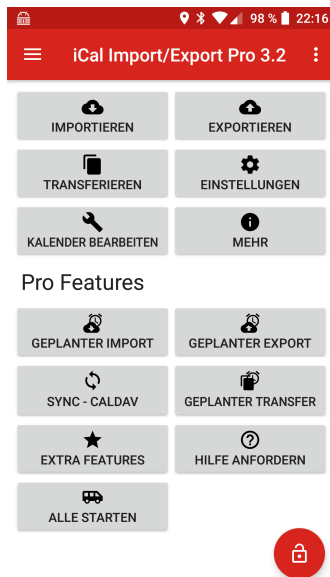 98 % 22:16
iCal Import/Export Pro 3.2
IMPORTIEREN EXPORTIEREN
TRANSFERIEREN EINSTELLUNGEN
KALENDER BEARBEITEN MEHR
Pro Features
GEPLANTER IMPORT GEPLANTER EXPORT
SYNC - CALDAV GEPLANTER TRANSFER
EXTRA FEATURES HILFE ANFORDERN
ALLE STARTEN